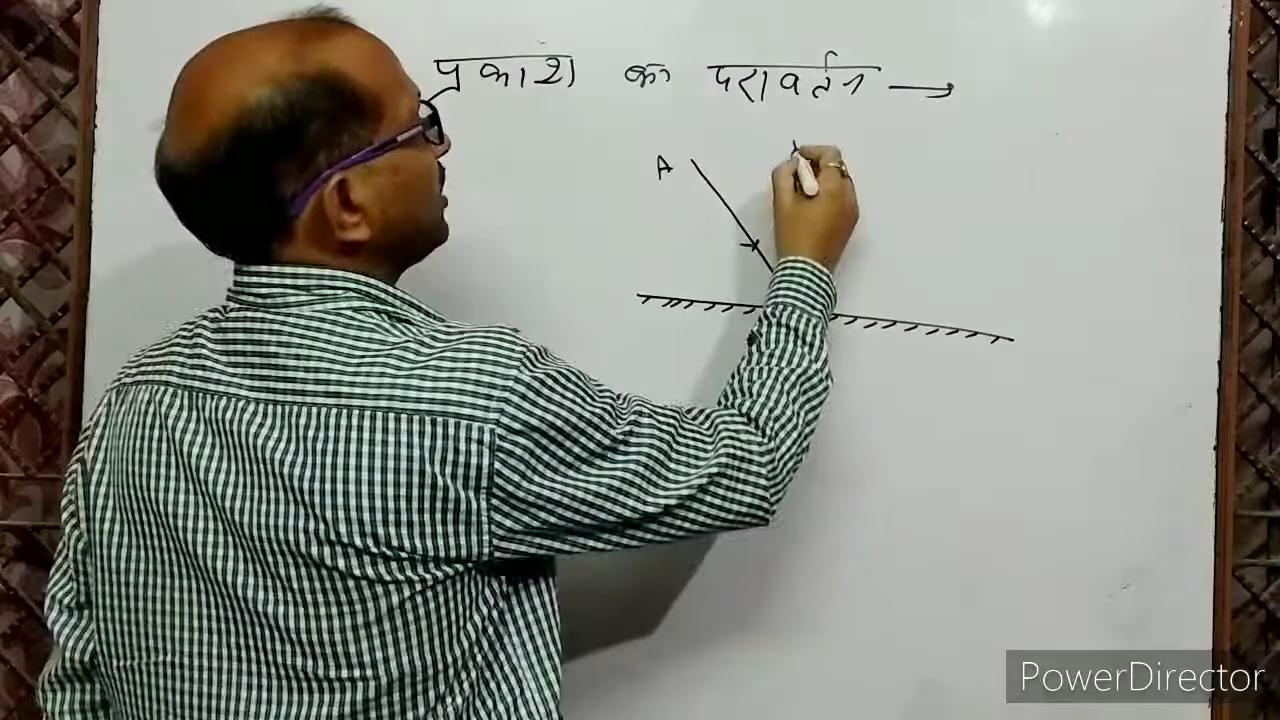 प्रकाश का परावर्तन →
A
PowerDirector